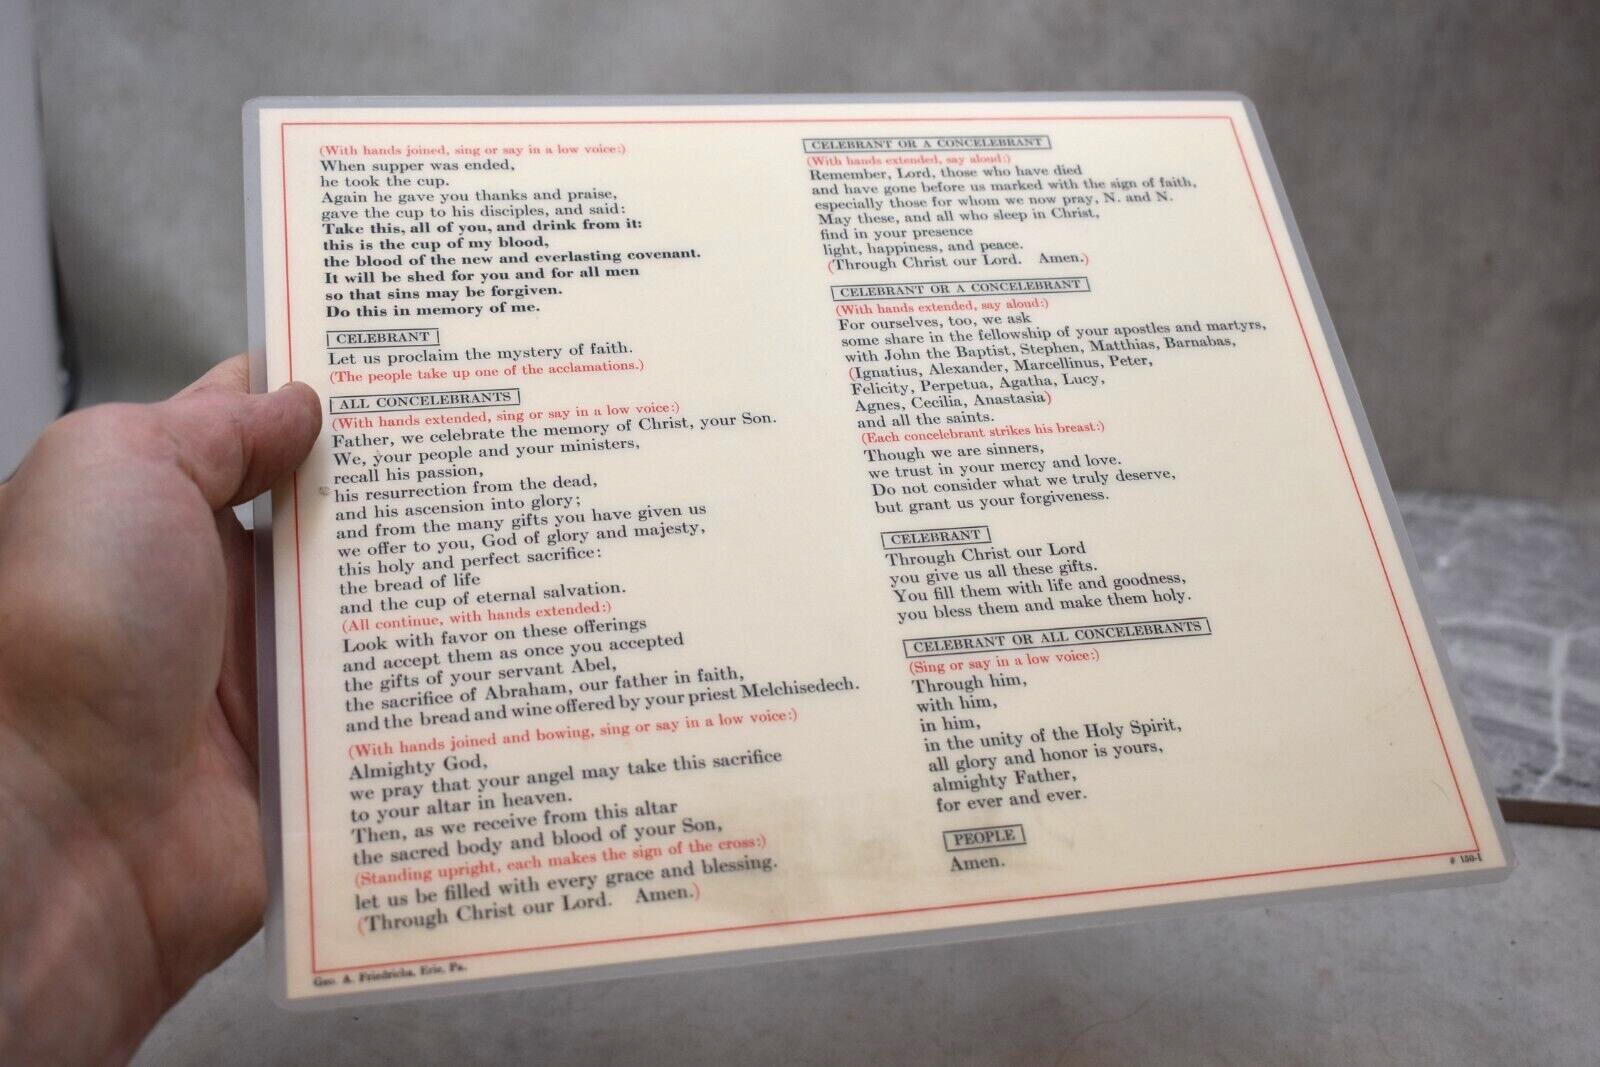 (With hands joined, sing or say in a low voice:)
When supper was ended,
he took the cup.
Again he gave you thanks and praise,
gave the cup to his disciples, and said:
Take this, all of you, and drink from it:
this is the cup of my blood,
the blood of the new and everlasting covenant.
It will be shed for you and for all men
so that sins may be forgiven.
Do this in memory of me.
CELEBRANT
Let us proclaim the mystery of faith.
(The people take up one of the acclamations.)
ALL CONCELEBRANTS
(With hands extended, sing or say in a low voice:)
Father, we celebrate the memory of Christ, your Son.
We, your people and your ministers,
recall his passion,
his resurrection from the dead,
and his ascension into glory;
and from the many gifts you have given us
we offer to you, God of glory and majesty,
this holy and perfect sacrifice:
the bread of life
and the cup of eternal salvation.
(All continue, with hands extended:)
Look with favor on these offerings
and accept them as once you accepted
the gifts of your servant Abel,
the sacrifice of Abraham, our father in faith,
and the bread and wine offered by your priest Melchisedech.
(With hands joined and bowing, sing or say in a low voice:)
Almighty God,
we pray that your angel may take this sacrifice
to your altar in heaven.
Then, as we receive from this altar
the sacred body and blood of your Son,
(Standing upright, each makes the sign of the cross:)
let us be filled with every grace and blessing.
(Through Christ our Lord. Amen.)
Geo. A. Friedrichs, Erie, Pa.
CELEBRANT OR A CONCELEBRANT
(With hands extended, say aloud:)
Remember, Lord, those who have died
and have gone before us marked with the sign of faith,
especially those for whom we now pray, N. and N.
May these, and all who sleep in Christ,
find in your presence
light, happiness, and peace.
(Through Christ our Lord. Amen.)
CELEBRANT OR A CONCELEBRANT
(With hands extended, say aloud:)
For ourselves, too, we ask
some share in the fellowship of your apostles and martyrs,
with John the Baptist, Stephen, Matthias, Barnabas,
(Ignatius, Alexander, Marcellinus, Peter,
Felicity, Perpetua, Agatha, Lucy,
Agnes, Cecilia, Anastasia)
and all the saints.
(Each concelebrant strikes his breast:)
Though we are sinners,
we trust in your mercy and love.
Do not consider what we truly deserve,
but grant us your forgiveness.
CELEBRANT
Through Christ our Lord
you give us all these gifts.
You fill them with life and goodness,
you bless them and make them holy.
CELEBRANT OR ALL CONCELEBRANTS
(Sing or say in a low voice:)
Through him,
with him,
in him,
in the unity of the Holy Spirit,
all glory and honor is yours,
almighty Father,
for ever and ever.
PEOPLE
Amen.
# 150-1